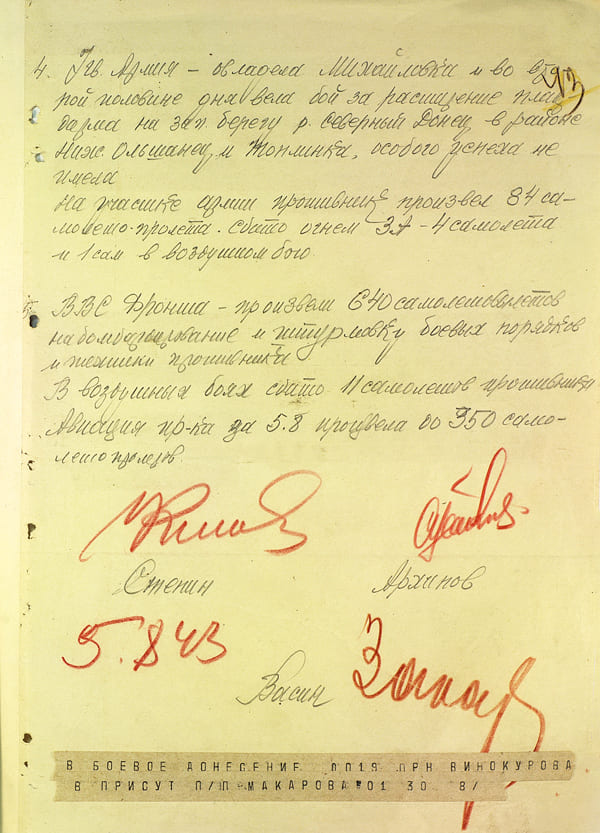 293
4. 7 гв. Армия – овладела Михайловки и во вто-
рой половине дня вела бой за расширение плац-
дарма на зап. берегу р. Северный Донец в районе
Ниж. Ольшанец и Топлинка, особого успеха не
имела
На участке армии противник произвел 84 са-
молето-пролета. сбито огнем ЗА – 4 самолета
и 1 сам в воздушном бою.
5. ВВС Фронта – произвели 640 самолетовылетов
на бомбардирование и штурмовку боевых порядков
и техники противника
В воздушных боях сбито 11 самолетов противника
Авиация пр-ка за 5.8 произвела до 350 само-
лето пролетов.
Степин Архипов
5.8 43
Васин
В БОЕВОЕ ДОНЕСЕНИЕ ПРН ВИНОКУРОВА
В ПРИСУТ П/П МАКАРОВА 01 30 8/